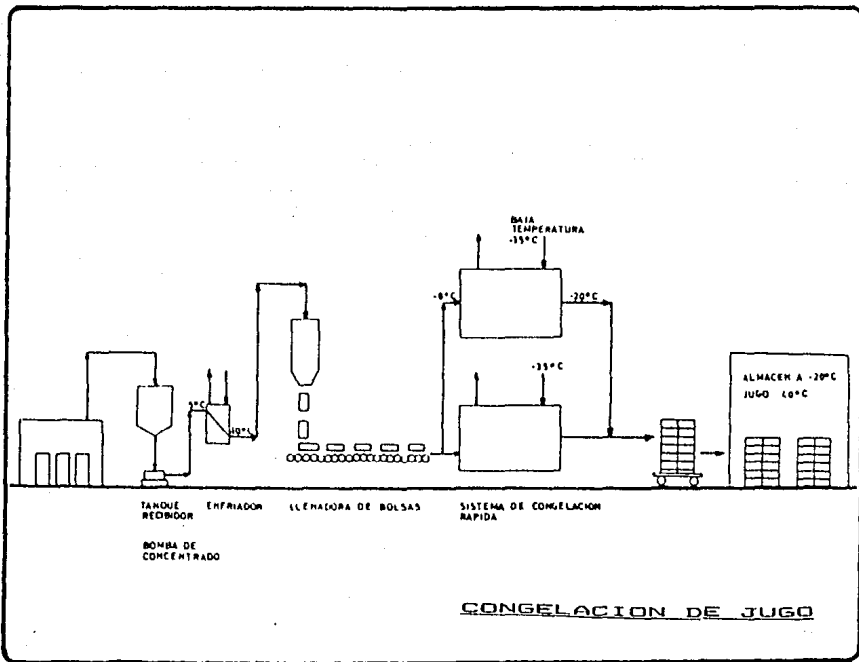 BAJA
TEMPERATURA
-35°C
-8°C
-20°C
-35°C
5°C
ALMACEN A -20°C
JUGO
TANQUE
RECIBIDOR
ENFRIADOR
LLENADORA DE BOLSAS
SISTEMA DE CONGELACION
RAPIDA
BOMBA DE
CONCENTRADO
CONGELACION DE JUGO